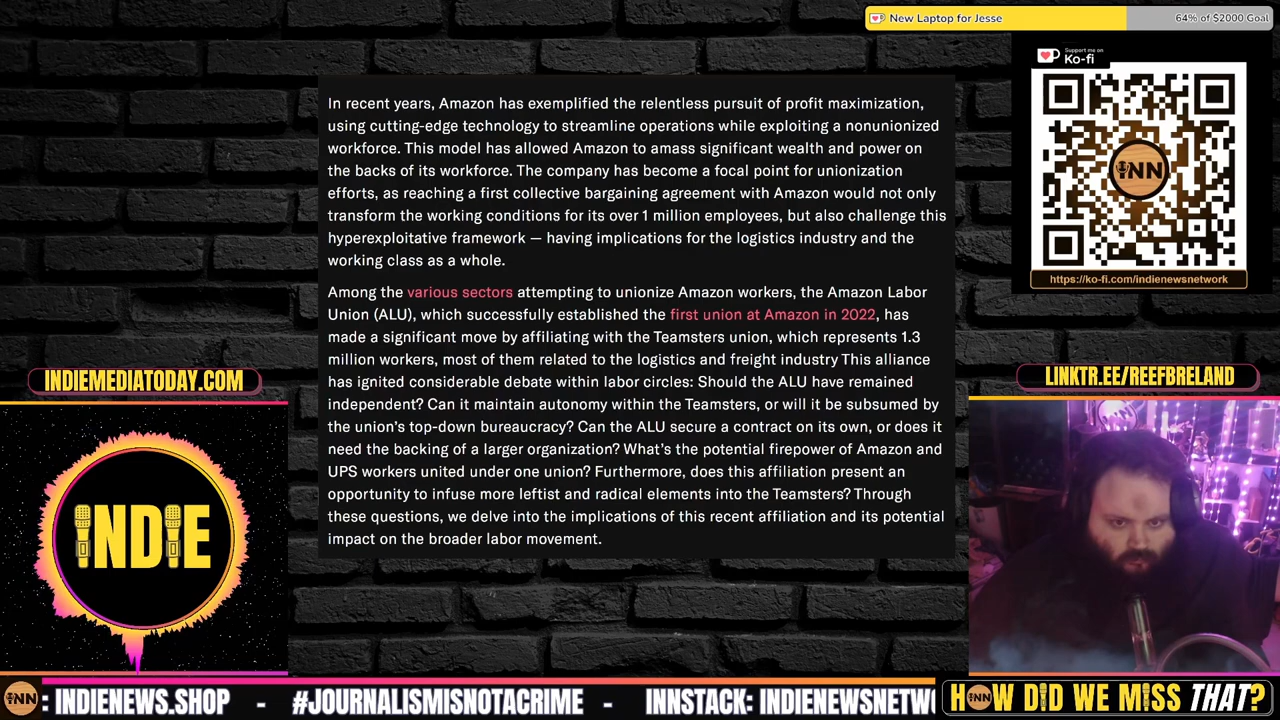 New Laptop for Jesse
64% of $2000 Goal
Support me on
Ko-fi
INN
https://ko-fi.com/indienewsnetwork
In recent years, Amazon has exemplified the relentless pursuit of profit maximization,
using cutting-edge technology to streamline operations while exploiting a nonunionized
workforce. This model has allowed Amazon to amass significant wealth and power on
the backs of its workforce. The company has become a focal point for unionization
efforts, as reaching a first collective bargaining agreement with Amazon would not only
transform the working conditions for its over 1 million employees, but also challenge this
hyperexploitative framework — having implications for the logistics industry and the
working class as a whole.
Among the various sectors attempting to unionize Amazon workers, the Amazon Labor
Union (ALU), which successfully established the first union at Amazon in 2022, has
made a significant move by affiliating with the Teamsters union, which represents 1.3
million workers, most of them related to the logistics and freight industry This alliance
has ignited considerable debate within labor circles: Should the ALU have remained
independent? Can it maintain autonomy within the Teamsters, or will it be subsumed by
the union's top-down bureaucracy? Can the ALU secure a contract on its own, or does it
need the backing of a larger organization? What's the potential firepower of Amazon and
UPS workers united under one union? Furthermore, does this affiliation present an
opportunity to infuse more leftist and radical elements into the Teamsters? Through
these questions, we delve into the implications of this recent affiliation and its potential
impact on the broader labor movement.
INDIEMEDIATODAY.COM
LINKTR.EE/REEFBRELAND
INDIE
INN : INDIENEWS.SHOP - #JOURNALISMISNOTACRIME - INNSTACK: INDIENEWSNETW
HOW DID WE MISS THAT?